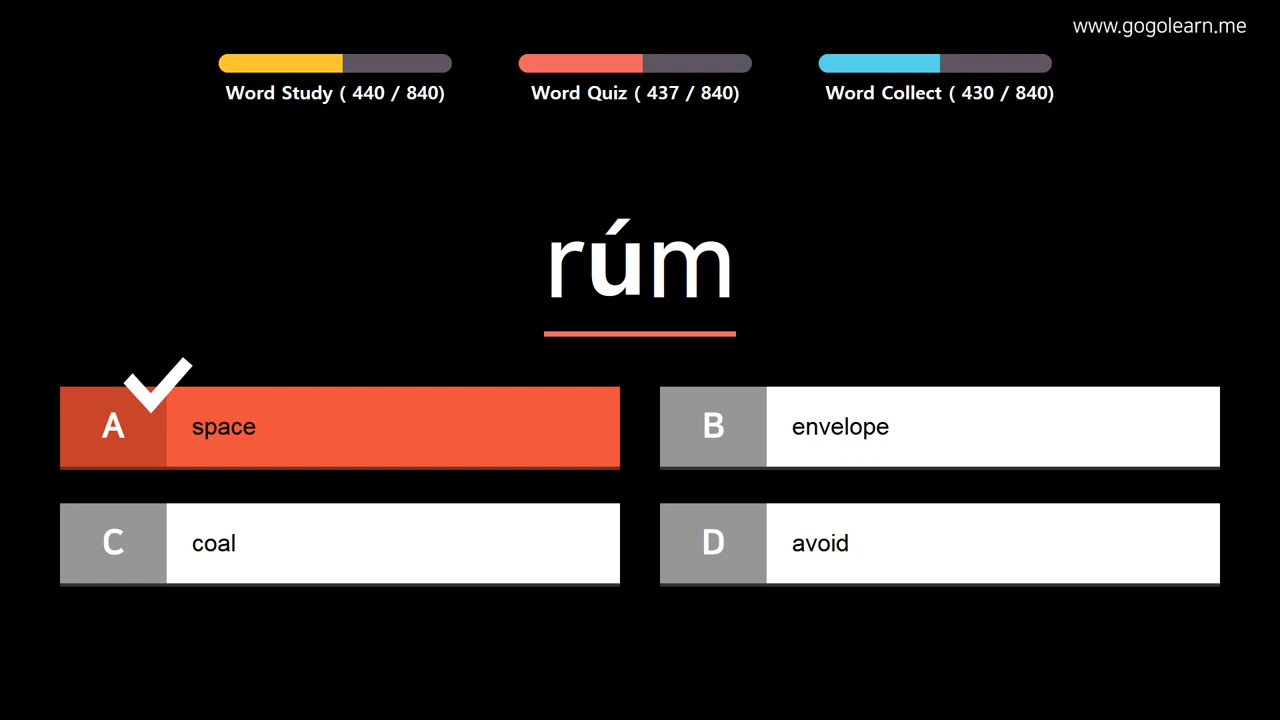 www.gogolearn.me
Word Study ( 440 / 840)
Word Quiz ( 437 / 840)
Word Collect ( 430 / 840)
rúm
A space
B envelope
C coal
D avoid